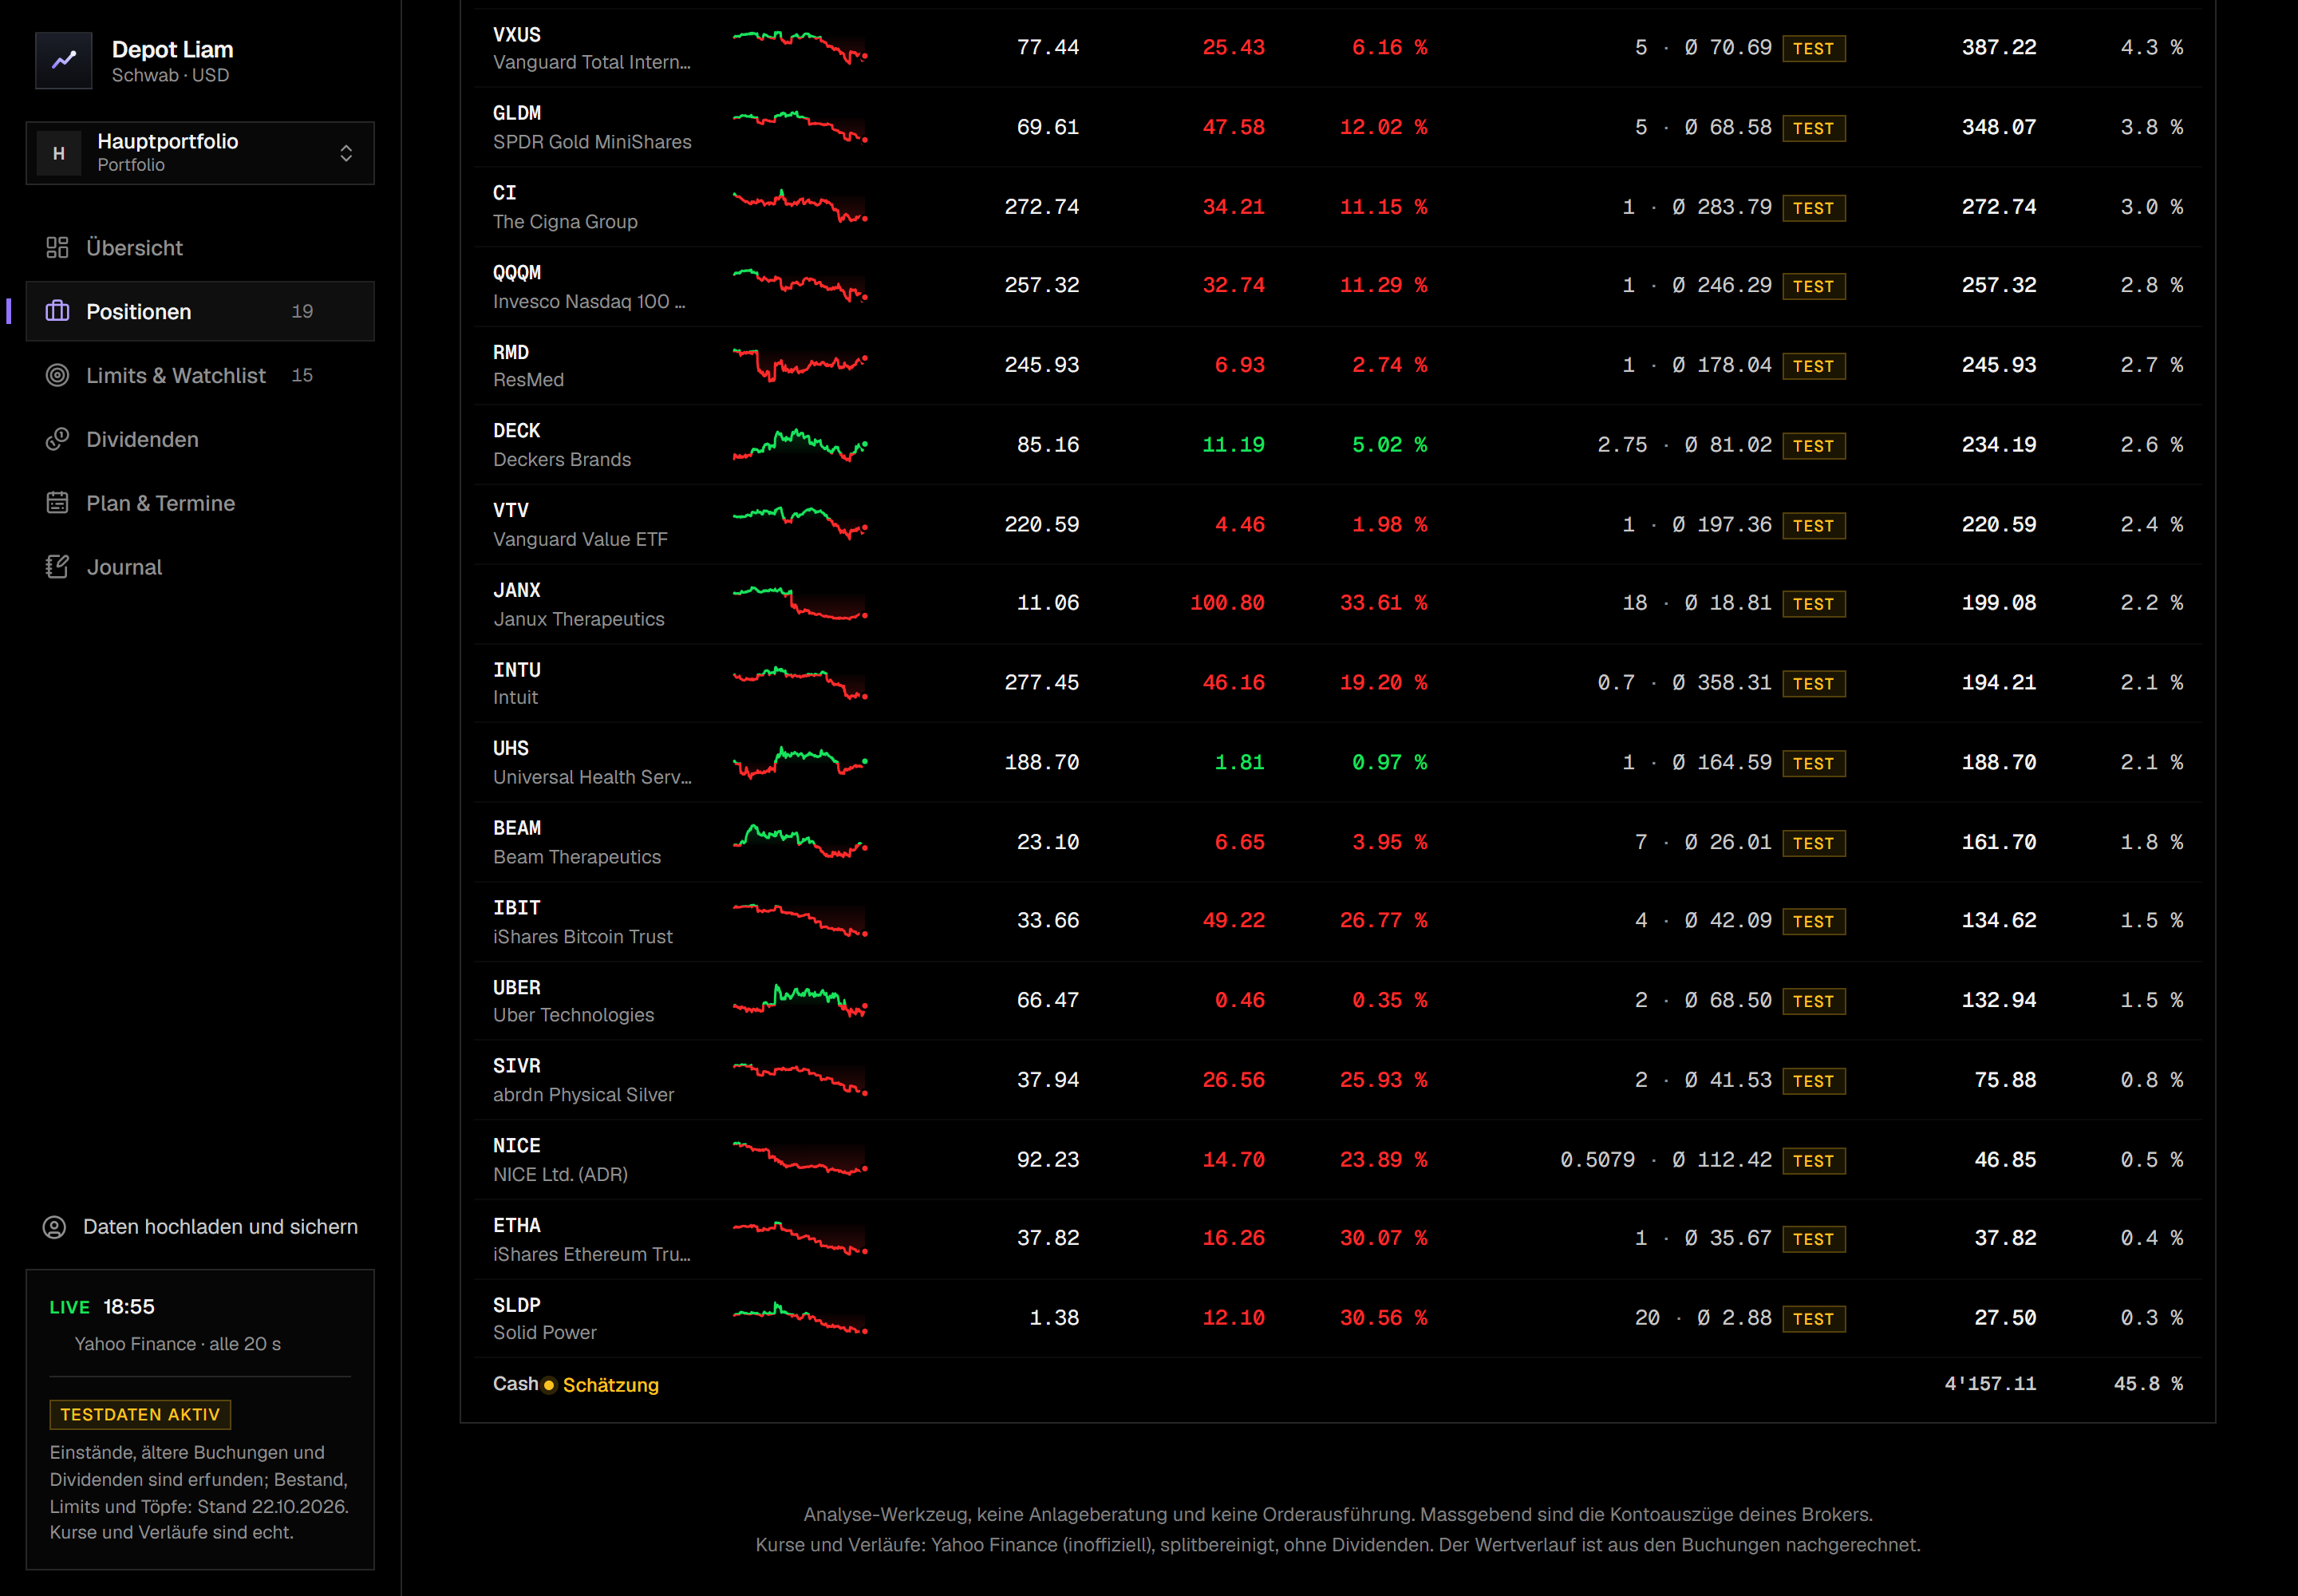 Depot Liam
Schwab · USD
H
Hauptportfolio
Portfolio
Übersicht
Positionen 19
Limits & Watchlist 15
Dividenden
Plan & Termine
Journal
Daten hochladen und sichern
LIVE 18:55
Yahoo Finance · alle 20 s
TESTDATEN AKTIV
Einstände, ältere Buchungen und
Dividenden sind erfunden; Bestand,
Limits und Töpfe: Stand 22.10.2026.
Kurse und Verläufe sind echt.
VXUS 77.44 25.43 6.16 % 5 · Ø 70.69 TEST 387.22 4.3 %
Vanguard Total Intern…
GLDM 69.61 47.58 12.02 % 5 · Ø 68.58 TEST 348.07 3.8 %
SPDR Gold MiniShares
CI 272.74 34.21 11.15 % 1 · Ø 283.79 TEST 272.74 3.0 %
The Cigna Group
QQQM 257.32 32.74 11.29 % 1 · Ø 246.29 TEST 257.32 2.8 %
Invesco Nasdaq 100 …
RMD 245.93 6.93 2.74 % 1 · Ø 178.04 TEST 245.93 2.7 %
ResMed
DECK 85.16 11.19 5.02 % 2.75 · Ø 81.02 TEST 234.19 2.6 %
Deckers Brands
VTV 220.59 4.46 1.98 % 1 · Ø 197.36 TEST 220.59 2.4 %
Vanguard Value ETF
JANX 11.06 100.80 33.61 % 18 · Ø 18.81 TEST 199.08 2.2 %
Janux Therapeutics
INTU 277.45 46.16 19.20 % 0.7 · Ø 358.31 TEST 194.21 2.1 %
Intuit
UHS 188.70 1.81 0.97 % 1 · Ø 164.59 TEST 188.70 2.1 %
Universal Health Serv…
BEAM 23.10 6.65 3.95 % 7 · Ø 26.01 TEST 161.70 1.8 %
Beam Therapeutics
IBIT 33.66 49.22 26.77 % 4 · Ø 42.09 TEST 134.62 1.5 %
iShares Bitcoin Trust
UBER 66.47 0.46 0.35 % 2 · Ø 68.50 TEST 132.94 1.5 %
Uber Technologies
SIVR 37.94 26.56 25.93 % 2 · Ø 41.53 TEST 75.88 0.8 %
abrdn Physical Silver
NICE 92.23 14.70 23.89 % 0.5079 · Ø 112.42 TEST 46.85 0.5 %
NICE Ltd. (ADR)
ETHA 37.82 16.26 30.07 % 1 · Ø 35.67 TEST 37.82 0.4 %
iShares Ethereum Tru…
SLDP 1.38 12.10 30.56 % 20 · Ø 2.88 TEST 27.50 0.3 %
Solid Power
Cash Schätzung 4'157.11 45.8 %
Analyse-Werkzeug, keine Anlageberatung und keine Orderausführung. Massgebend sind die Kontoauszüge deines Brokers.
Kurse und Verläufe: Yahoo Finance (inoffiziell), splitbereinigt, ohne Dividenden. Der Wertverlauf ist aus den Buchungen nachgerechnet.